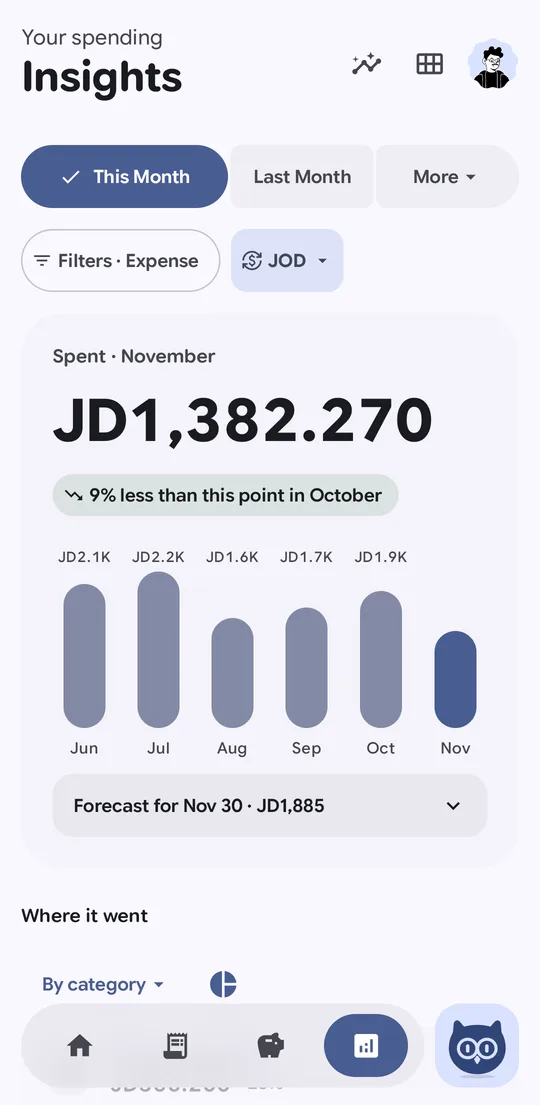 Your spending
Insights
This Month
Last Month
More
Filters · Expense
JOD
Spent · November
JD1,382.270
9% less than this point in October
JD2.1K JD2.2K JD1.6K JD1.7K JD1.9K
Jun Jul Aug Sep Oct Nov
Forecast for Nov 30 · JD1,885
Where it went
By category